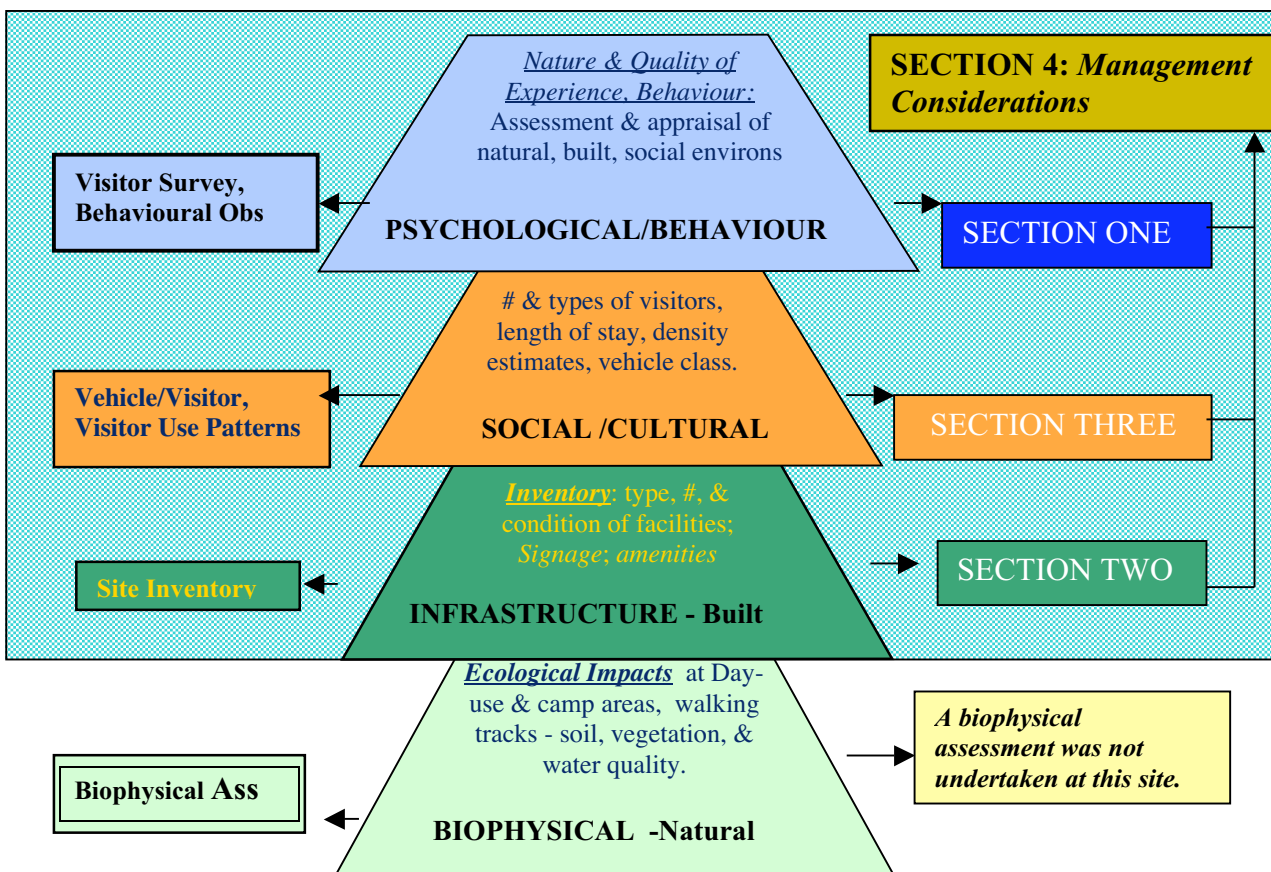 Nature & Quality of
Experience, Behaviour:
Assessment & appraisal of
natural, built, social environs
PSYCHOLOGICAL/BEHAVIOUR
SECTION 4: Management
Considerations
Visitor Survey,
Behavioural Obs
SECTION ONE
# & types of visitors,
length of stay, density
estimates, vehicle class.
SOCIAL /CULTURAL
Vehicle/Visitor,
Visitor Use Patterns
SECTION THREE
Inventory: type, #, &
condition of facilities;
Signage; amenities
INFRASTRUCTURE - Built
Site Inventory
SECTION TWO
Ecological Impacts at Day-
use & camp areas, walking
tracks - soil, vegetation, &
water quality.
BIOPHYSICAL -Natural
Biophysical Ass
A biophysical
assessment was not
undertaken at this site.